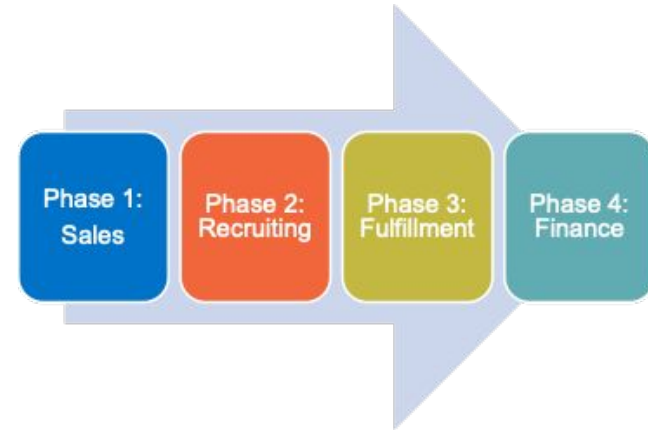 Phase 1:
Sales
Phase 2:
Recruiting
Phase 3:
Fulfillment
Phase 4:
Finance